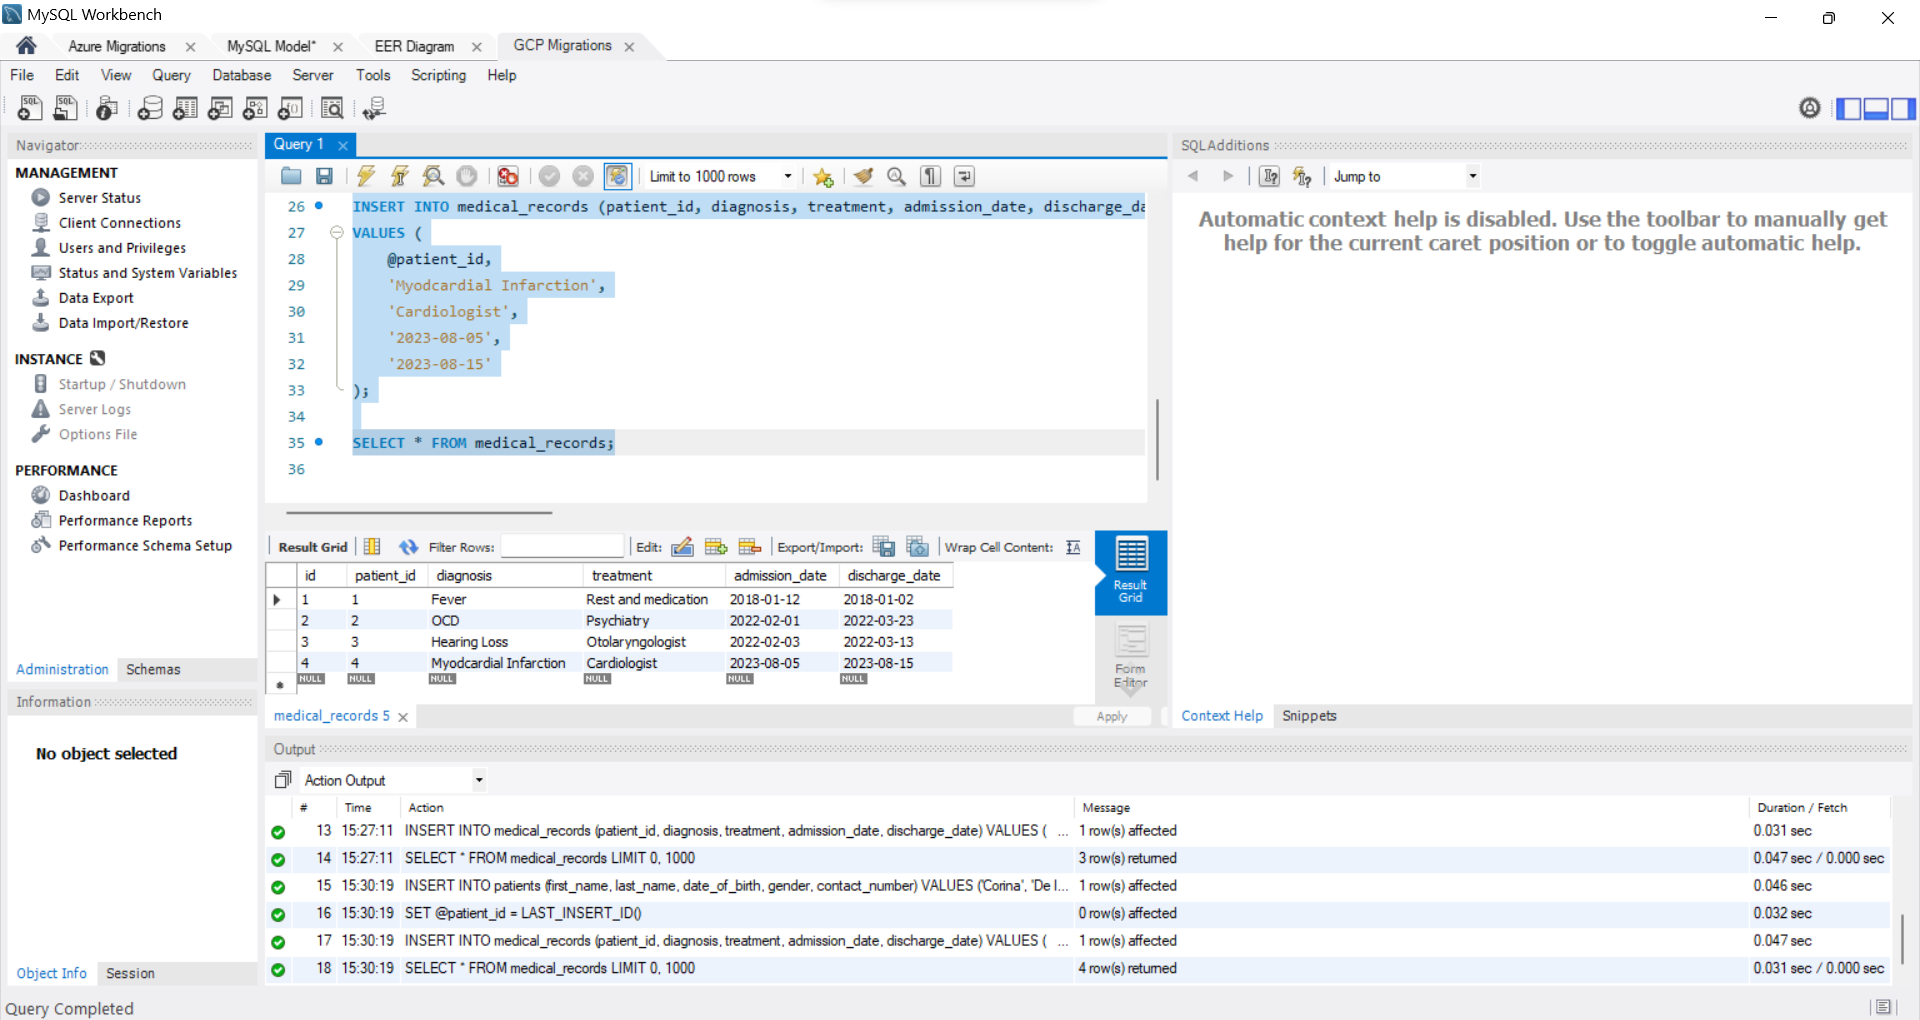 MySQL Workbench
Azure Migrations
MySQL Model*
EER Diagram
GCP Migrations
File Edit View Query Database Server Tools Scripting Help
Navigator
MANAGEMENT
Server Status
Client Connections
Users and Privileges
Status and System Variables
Data Export
Data Import/Restore
INSTANCE
Startup / Shutdown
Server Logs
Options File
PERFORMANCE
Dashboard
Performance Reports
Performance Schema Setup
Administration Schemas
Information
No object selected
Object Info Session
Query 1
Limit to 1000 rows
26 INSERT INTO medical_records (patient_id, diagnosis, treatment, admission_date, discharge_da
27 VALUES (
28 @patient_id,
29 'Myodcardial Infarction',
30 'Cardiologist',
31 '2023-08-05',
32 '2023-08-15'
33 );
34
35 SELECT * FROM medical_records;
36
Result Grid Filter Rows: Edit: Export/Import: Wrap Cell Content:
id patient_id diagnosis treatment admission_date discharge_date
1 1 Fever Rest and medication 2018-01-12 2018-01-02
2 2 OCD Psychiatry 2022-02-01 2022-03-23
3 3 Hearing Loss Otolaryngologist 2022-02-03 2022-03-13
4 4 Myodcardial Infarction Cardiologist 2023-08-05 2023-08-15
NULL NULL NULL NULL NULL NULL
Result
Grid
Form
Editor
medical_records 5
Apply
SQLAdditions
Jump to
Automatic context help is disabled. Use the toolbar to manually get
help for the current caret position or to toggle automatic help.
Context Help Snippets
Output
Action Output
# Time Action Message Duration / Fetch
13 15:27:11 INSERT INTO medical_records (patient_id, diagnosis, treatment, admission_date, discharge_date) VALUES ( ... 1 row(s) affected 0.031 sec
14 15:27:11 SELECT * FROM medical_records LIMIT 0, 1000 3 row(s) returned 0.047 sec / 0.000 sec
15 15:30:19 INSERT INTO patients (first_name, last_name, date_of_birth, gender, contact_number) VALUES ('Corina', 'De l... 1 row(s) affected 0.046 sec
16 15:30:19 SET @patient_id = LAST_INSERT_ID() 0 row(s) affected 0.032 sec
17 15:30:19 INSERT INTO medical_records (patient_id, diagnosis, treatment, admission_date, discharge_date) VALUES ( ... 1 row(s) affected 0.047 sec
18 15:30:19 SELECT * FROM medical_records LIMIT 0, 1000 4 row(s) returned 0.031 sec / 0.000 sec
Query Completed